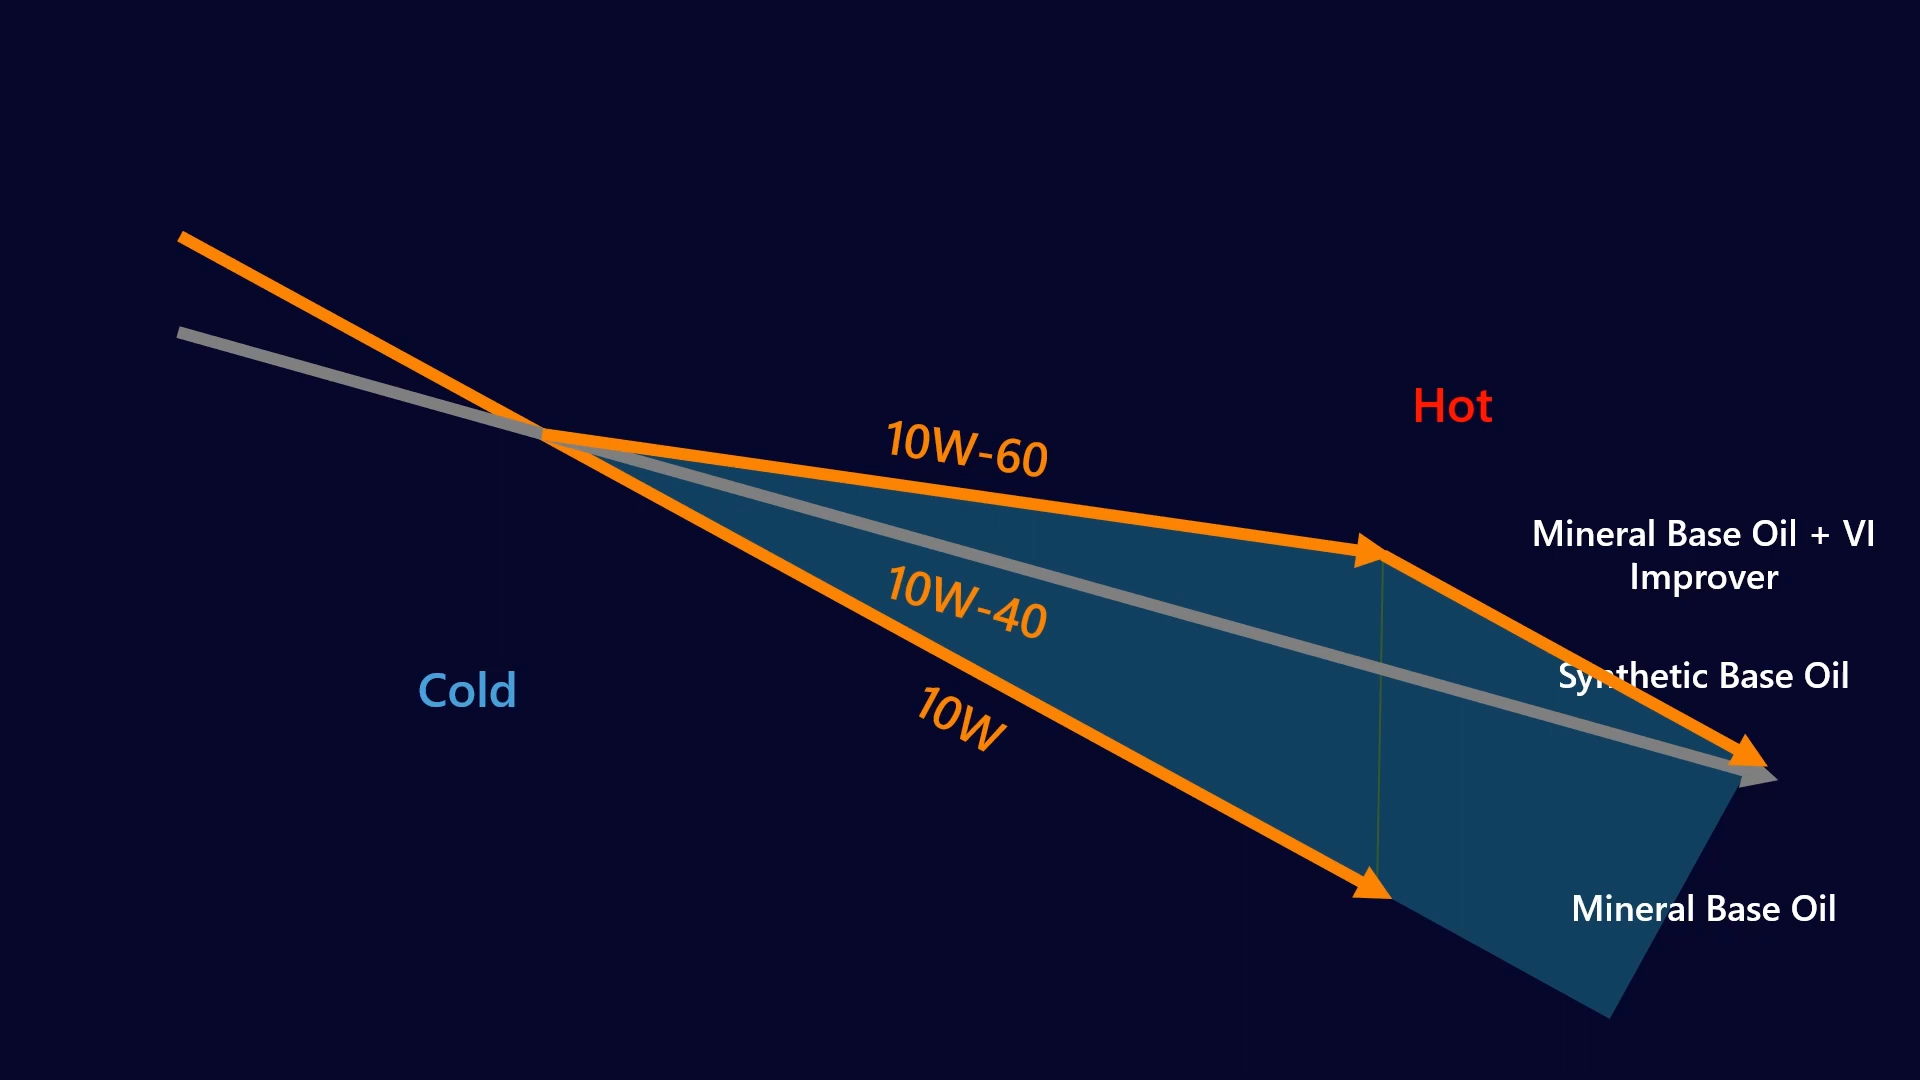 Hot
10W-60
Mineral Base Oil + VI
Improver
10W-40
Synthetic Base Oil
Cold
10W
Mineral Base Oil